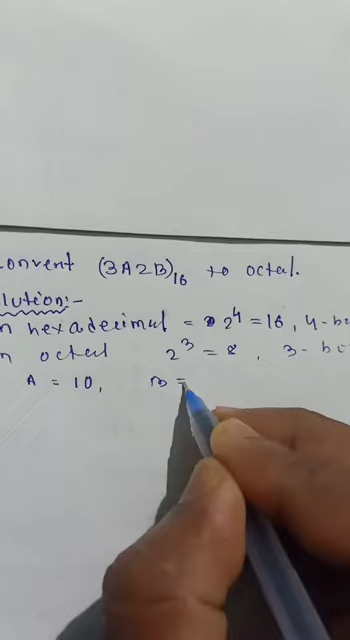 convent (3A2B)16 to octal.
lution:-
n hexadecimal = 2^4 = 16, 4-b
n octal 2^3 = 8, 3-b
A = 10, B =